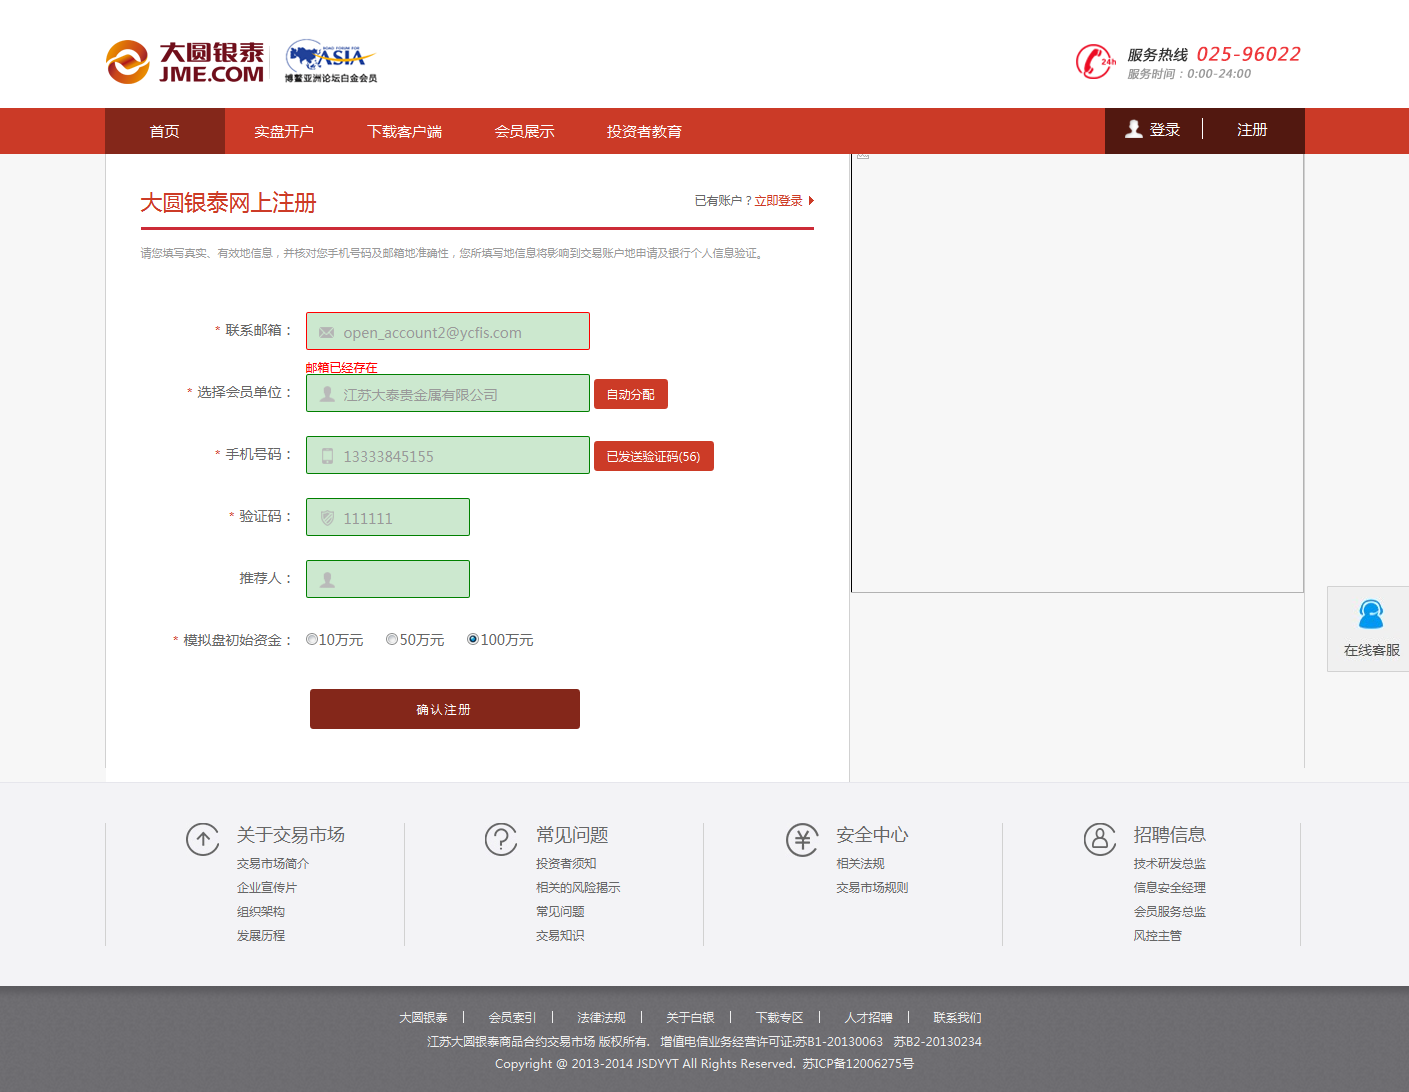 大圆银泰
JME.COM
BOAO FORUM FOR
ASIA
博鳌亚洲论坛白金会员
24h
服务热线 025-96022
服务时间：0:00-24:00
首页 实盘开户 下载客户端 会员展示 投资者教育 登录 注册
大圆银泰网上注册
已有账户？立即登录
请您填写真实、有效地信息，并核对您手机号码及邮箱地准确性，您所填写地信息将影响到交易账户地申请及银行个人信息验证。
* 联系邮箱： open_account2@ycfis.com
邮箱已经存在
* 选择会员单位： 江苏大泰贵金属有限公司 自动分配
* 手机号码： 13333845155 已发送验证码(56)
* 验证码： 111111
推荐人：
* 模拟盘初始资金： 10万元 50万元 100万元
确认注册
在线客服
关于交易市场
交易市场简介
企业宣传片
组织架构
发展历程
常见问题
投资者须知
相关的风险揭示
常见问题
交易知识
安全中心
相关法规
交易市场规则
招聘信息
技术研发总监
信息安全经理
会员服务总监
风控主管
大圆银泰 | 会员索引 | 法律法规 | 关于白银 | 下载专区 | 人才招聘 | 联系我们
江苏大圆银泰商品合约交易市场 版权所有. 增值电信业务经营许可证:苏B1-20130063 苏B2-20130234
Copyright @ 2013-2014 JSDYYT All Rights Reserved. 苏ICP备12006275号